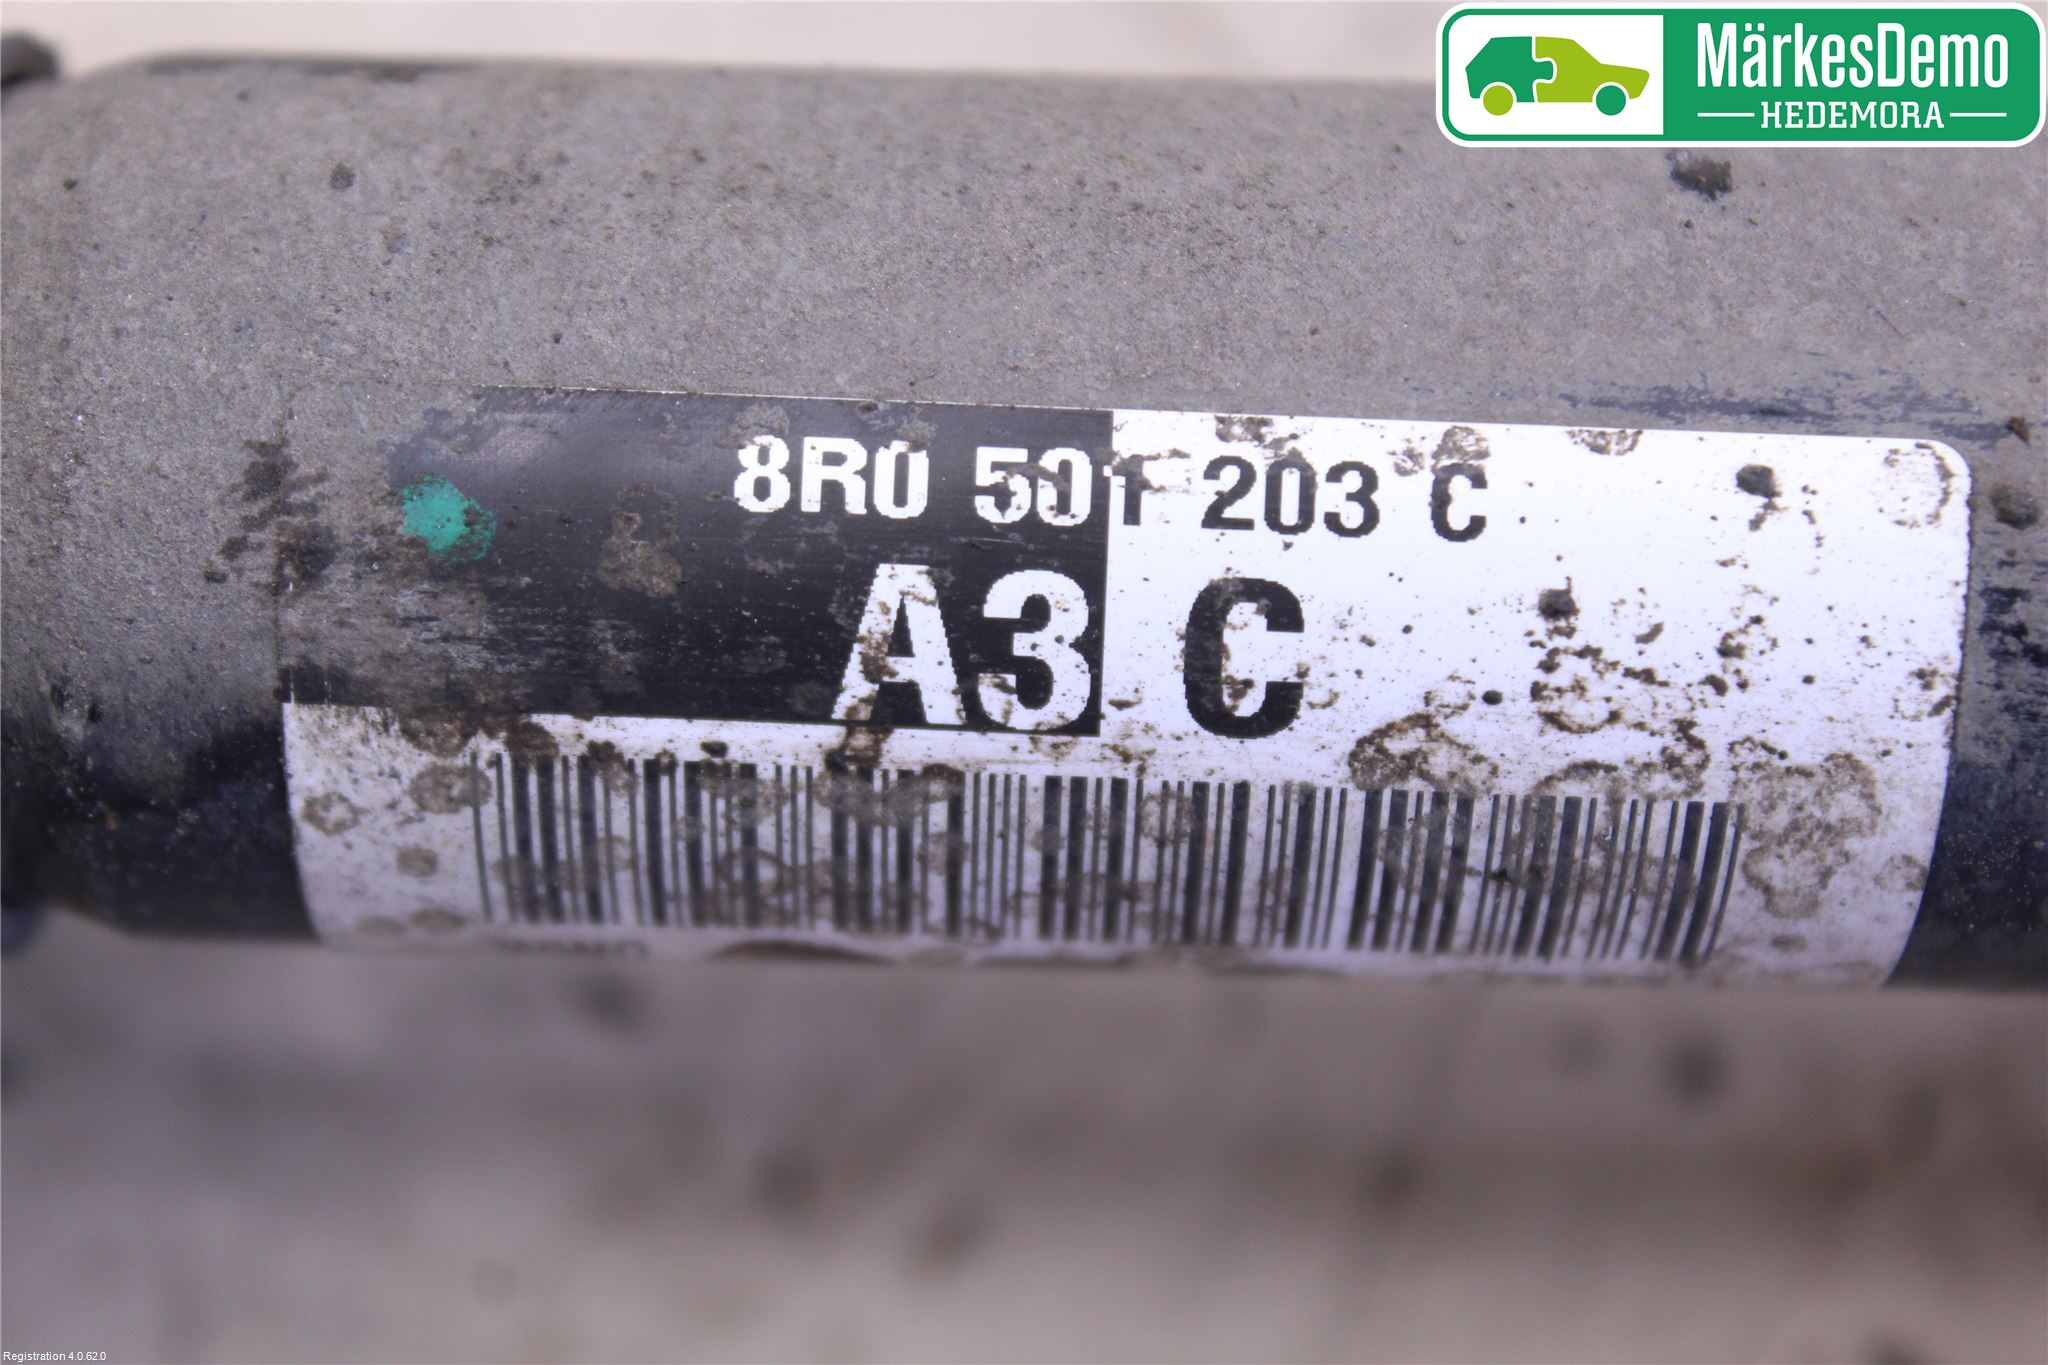 MärkesDemo
HEDEMORA
8R0 501 203 C
A3 C
Registration 4.0.62.0